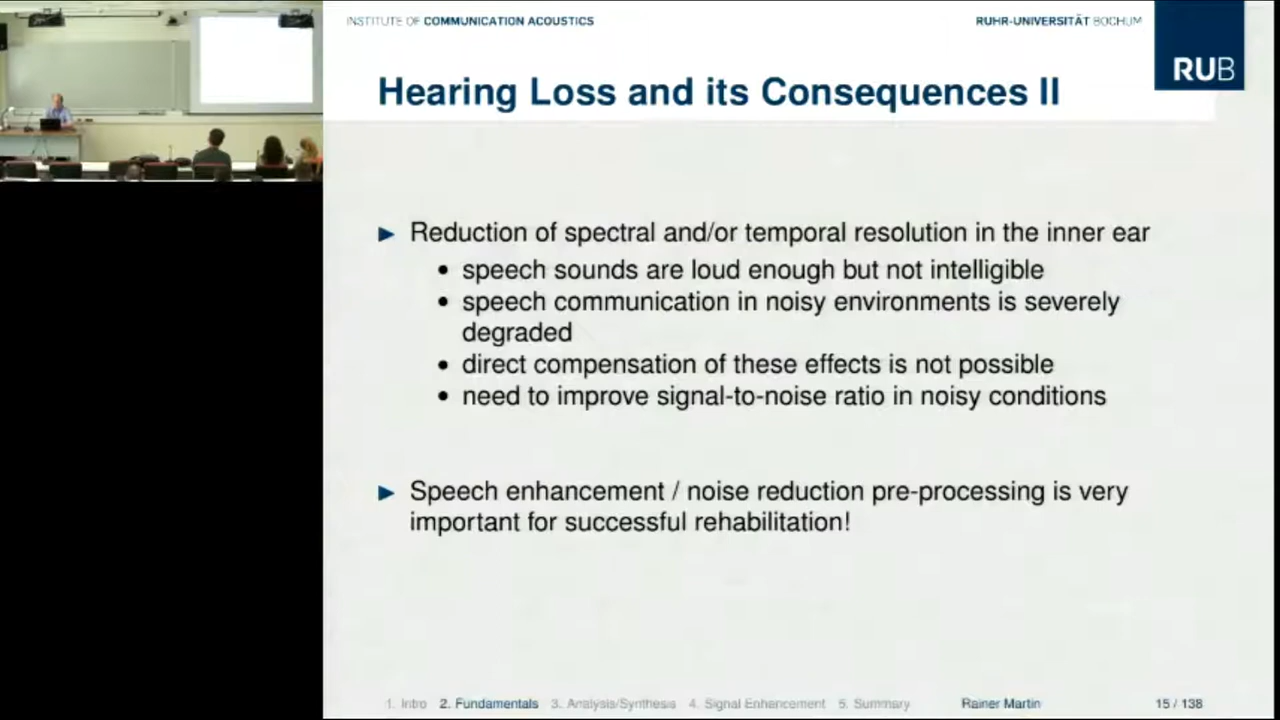 INSTITUTE OF COMMUNICATION ACOUSTICS
RUHR-UNIVERSITÄT BOCHUM
RUB
Hearing Loss and its Consequences II
► Reduction of spectral and/or temporal resolution in the inner ear
• speech sounds are loud enough but not intelligible
• speech communication in noisy environments is severely
degraded
• direct compensation of these effects is not possible
• need to improve signal-to-noise ratio in noisy conditions
► Speech enhancement / noise reduction pre-processing is very
important for successful rehabilitation!
1. Intro 2. Fundamentals 3. Analysis/Synthesis 4. Signal Enhancement 5. Summary Rainer Martin 15 / 138